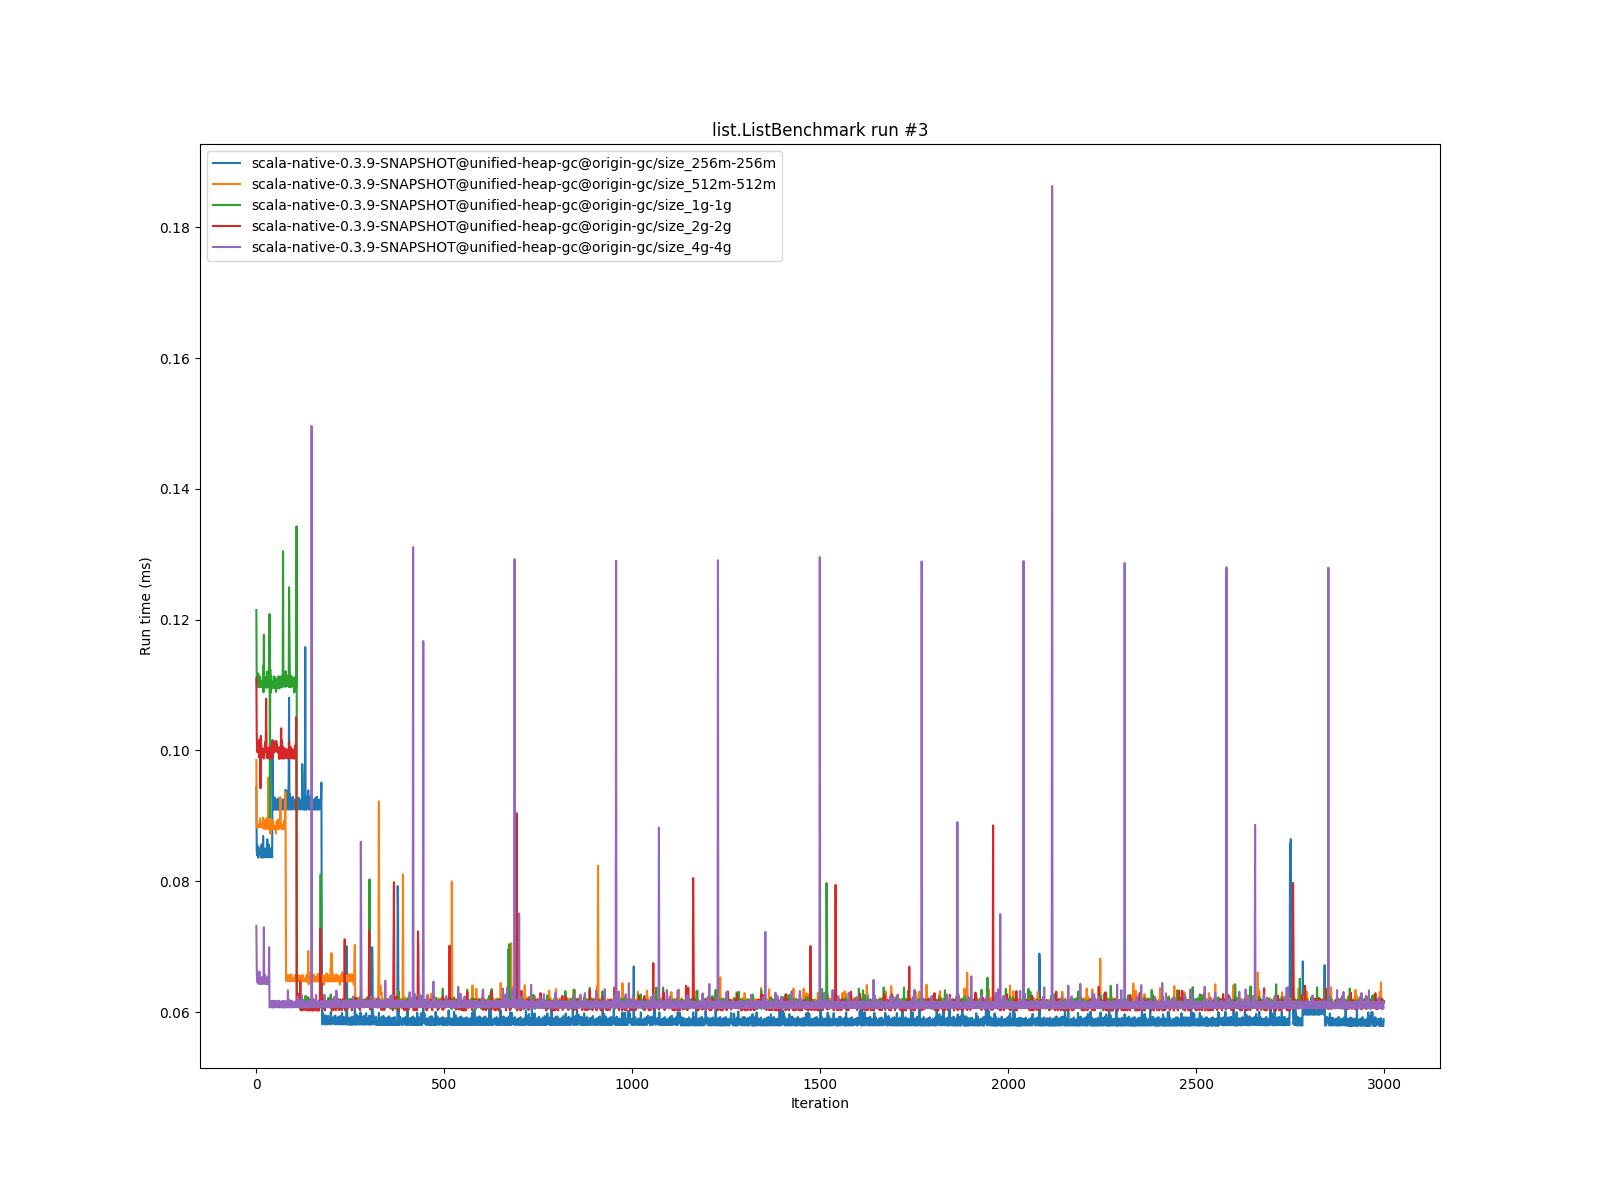 list.ListBenchmark run #3
scala-native-0.3.9-SNAPSHOT@unified-heap-gc@origin-gc/size_256m-256m
scala-native-0.3.9-SNAPSHOT@unified-heap-gc@origin-gc/size_512m-512m
scala-native-0.3.9-SNAPSHOT@unified-heap-gc@origin-gc/size_1g-1g
scala-native-0.3.9-SNAPSHOT@unified-heap-gc@origin-gc/size_2g-2g
scala-native-0.3.9-SNAPSHOT@unified-heap-gc@origin-gc/size_4g-4g
0.18
0.16
0.14
0.12
0.10
0.08
0.06
Run time (ms)
0 500 1000 1500 2000 2500 3000
Iteration